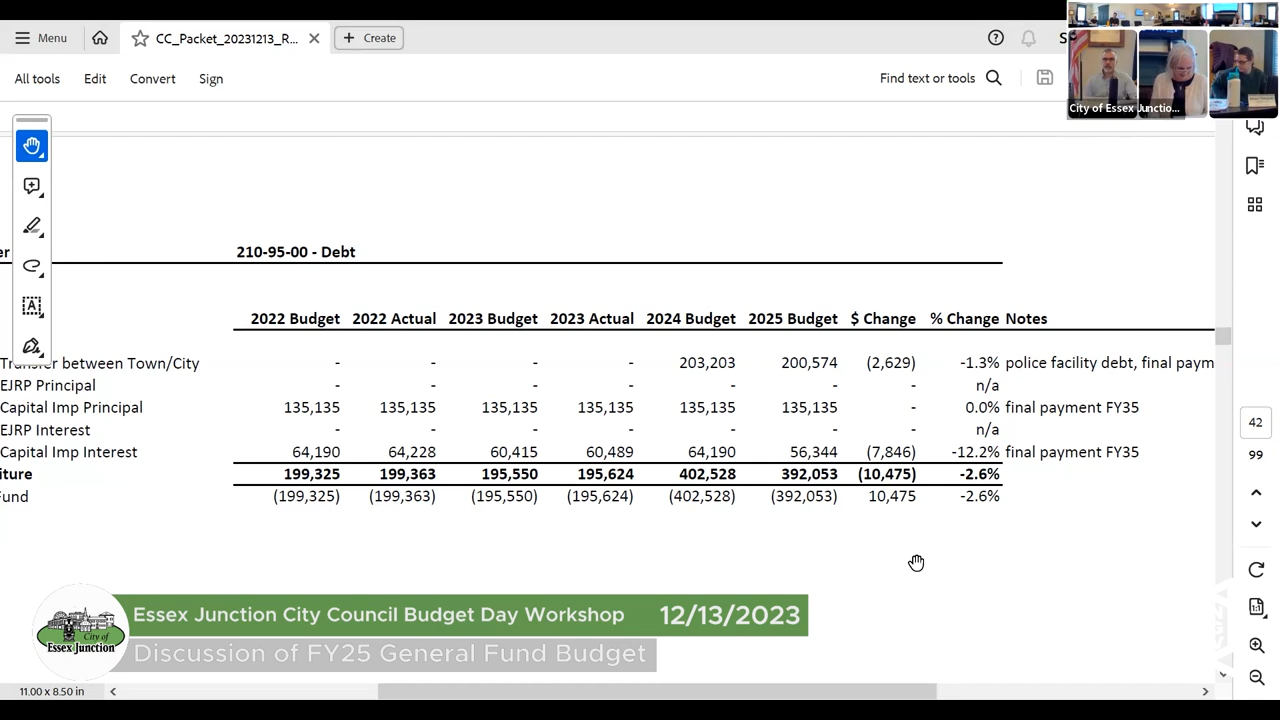 Menu
CC_Packet_20231213_R...
Create
All tools
Edit
Convert
Sign
Find text or tools
City of Essex Junctio...
210-95-00 - Debt
2022 Budget 2022 Actual 2023 Budget 2023 Actual 2024 Budget 2025 Budget $ Change % Change Notes
Transfer between Town/City - - - - 203,203 200,574 (2,629) -1.3% police facility debt, final paym
EJRP Principal - - - - - - - n/a
Capital Imp Principal 135,135 135,135 135,135 135,135 135,135 135,135 - 0.0% final payment FY35
EJRP Interest - - - - - - - n/a
Capital Imp Interest 64,190 64,228 60,415 60,489 64,190 56,344 (7,846) -12.2% final payment FY35
iture 199,325 199,363 195,550 195,624 402,528 392,053 (10,475) -2.6%
Fund (199,325) (199,363) (195,550) (195,624) (402,528) (392,053) 10,475 -2.6%
42
99
City of
Essex Junction
Essex Junction City Council Budget Day Workshop 12/13/2023
Discussion of FY25 General Fund Budget
11.00 x 8.50 in